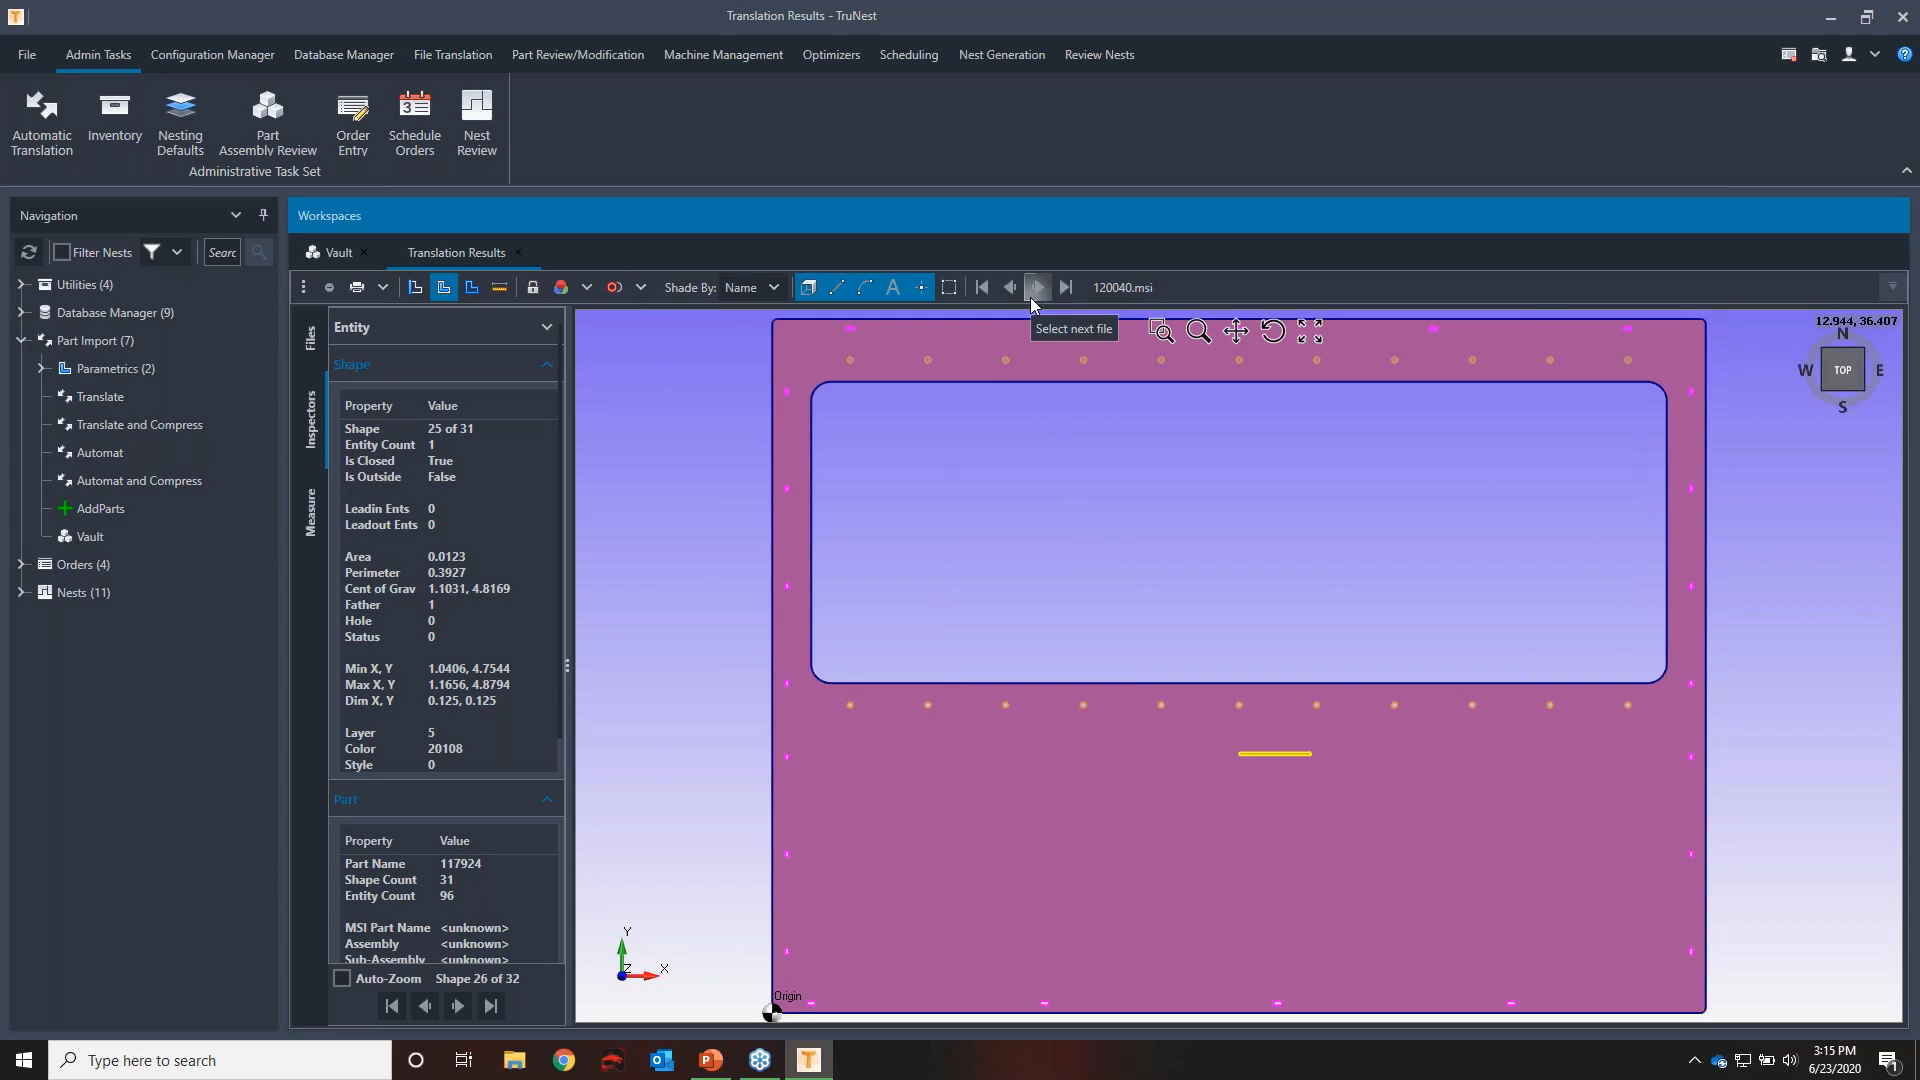 Translation Results - TruNest
File Admin Tasks Configuration Manager Database Manager File Translation Part Review/Modification Machine Management Optimizers Scheduling Nest Generation Review Nests
Automatic Translation
Inventory
Nesting Defaults
Part Assembly Review
Order Entry
Schedule Orders
Nest Review
Administrative Task Set
Navigation
Filter Nests Searc
Utilities (4)
Database Manager (9)
Part Import (7)
Parametrics (2)
Translate
Translate and Compress
Automat
Automat and Compress
AddParts
Vault
Orders (4)
Nests (11)
Workspaces
Vault Translation Results
Shade By: Name A 120040.msi
Select next file
Files
Inspectors
Measure
Entity
Shape
Property Value
Shape 25 of 31
Entity Count 1
Is Closed True
Is Outside False
Leadin Ents 0
Leadout Ents 0
Area 0.0123
Perimeter 0.3927
Cent of Grav 1.1031, 4.8169
Father 1
Hole 0
Status 0
Min X, Y 1.0406, 4.7544
Max X, Y 1.1656, 4.8794
Dim X, Y 0.125, 0.125
Layer 5
Color 20108
Style 0
Part
Property Value
Part Name 117924
Shape Count 31
Entity Count 96
MSI Part Name <unknown>
Assembly <unknown>
Sub-Assembly <unknown>
Auto-Zoom Shape 26 of 32
12.944, 36.407
N
W TOP E
S
Y
Z X
Origin
Type here to search
3:15 PM
6/23/2020
1